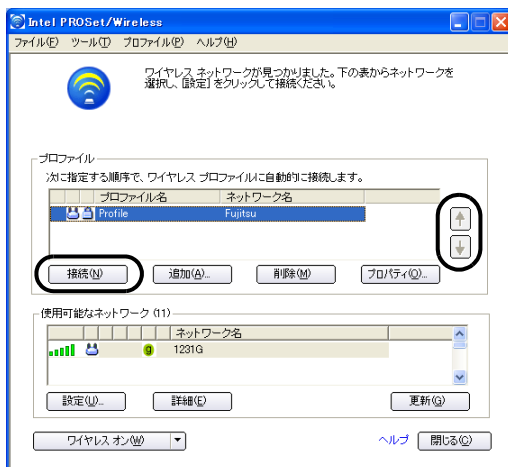 Intel PROSet/Wireless
ファイル(F) ツール(T) プロファイル(P) ヘルプ(H)
ワイヤレス ネットワークが見つかりました。下の表からネットワークを
選択し、[設定] をクリックして接続ください。
プロファイル
次に指定する順序で、ワイヤレス プロファイルに自動的に接続します。
プロファイル名 ネットワーク名
Profile Fujitsu
接続(N) 追加(A)... 削除(M) プロパティ(O)...
使用可能なネットワーク (11)
ネットワーク名
g 1231G
設定(U)... 詳細(E) 更新(G)
ワイヤレス オン(W) ヘルプ 閉じる(C)